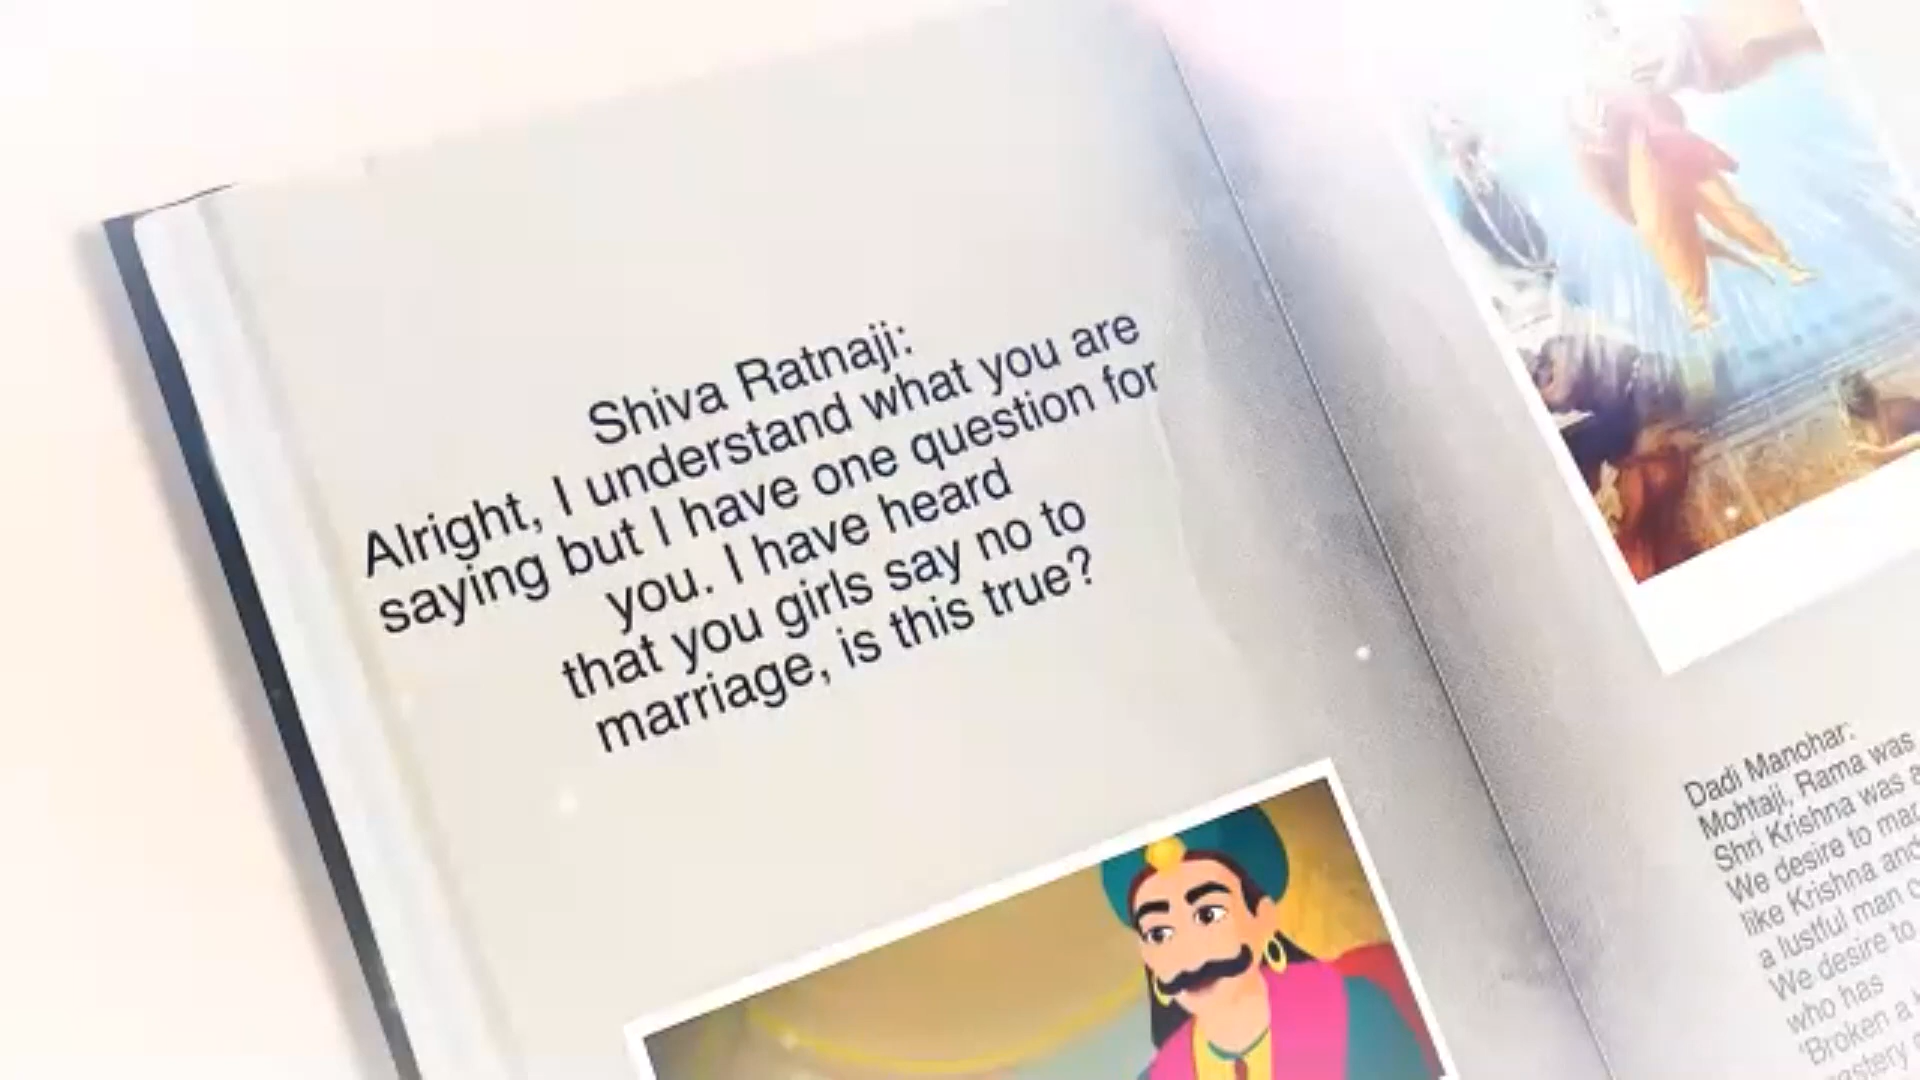 Shiva Ratnaji:
Alright, I understand what you are
saying but I have one question for
you. I have heard
that you girls say no to
marriage, is this true?
Dadi Manohar:
Mohtaji, Rama was
Shri Krishna was
We desire to
like Krishna and
a lustful man
We desire to
who has
'Broken a